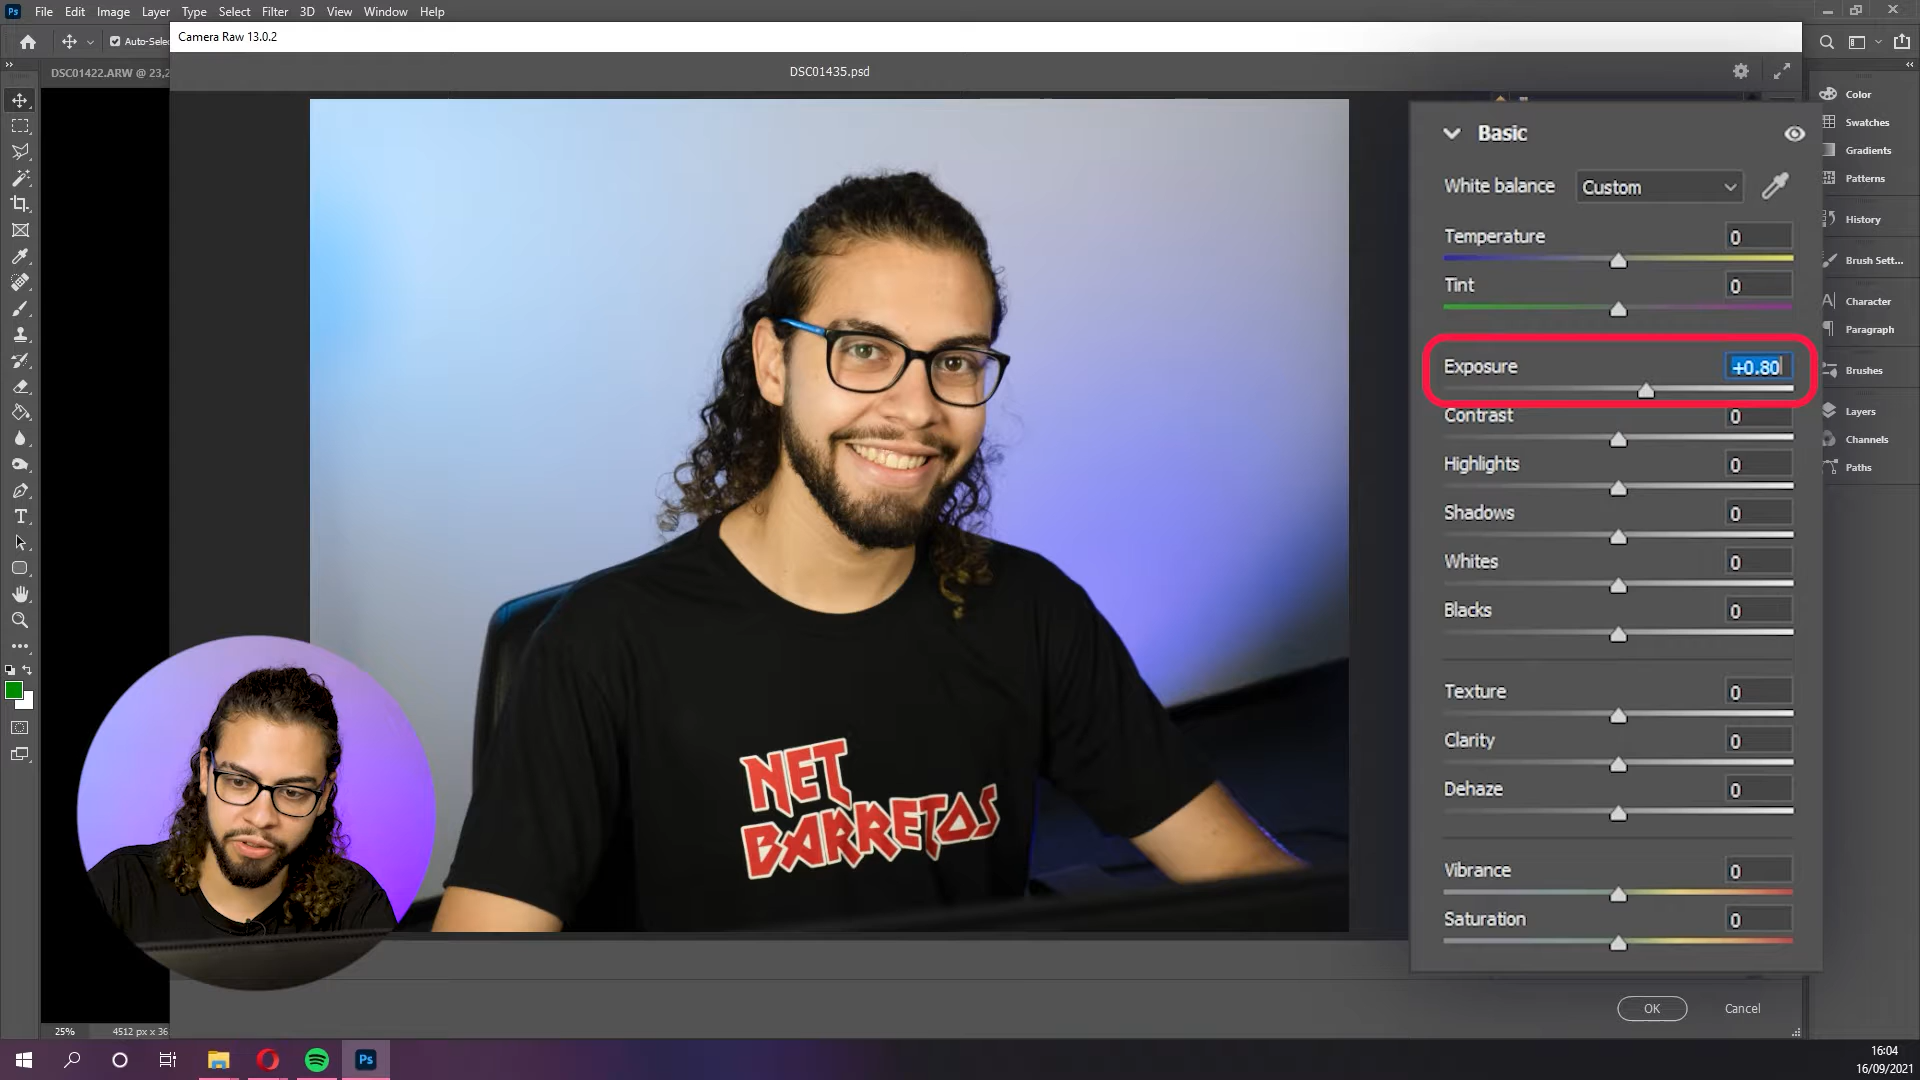 Ps File Edit Image Layer Type Select Filter 3D View Window Help
Auto-Selec
Camera Raw 13.0.2
DSC01422.ARW @ 23,2
DSC01435.psd
Basic
White balance Custom
Temperature 0
Tint 0
Exposure +0.80
Contrast 0
Highlights 0
Shadows 0
Whites 0
Blacks 0
Texture 0
Clarity 0
Dehaze 0
Vibrance 0
Saturation 0
Color
Swatches
Gradients
Patterns
History
Brush Sett...
Character
Paragraph
Brushes
Layers
Channels
Paths
NET
BARRETOS
OK Cancel
25% 4512 px x 36
Ps
16:04
16/09/2021